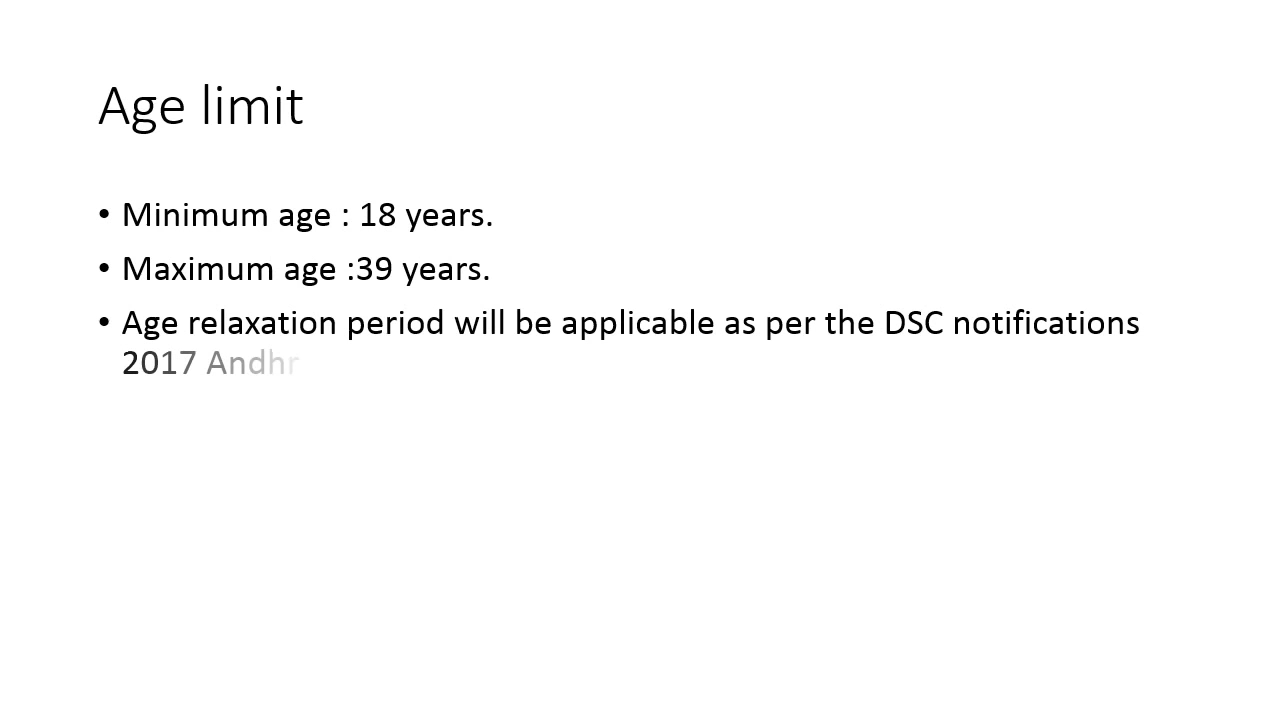 Age limit
• Minimum age : 18 years.
• Maximum age :39 years.
• Age relaxation period will be applicable as per the DSC notifications
2017 Andhr